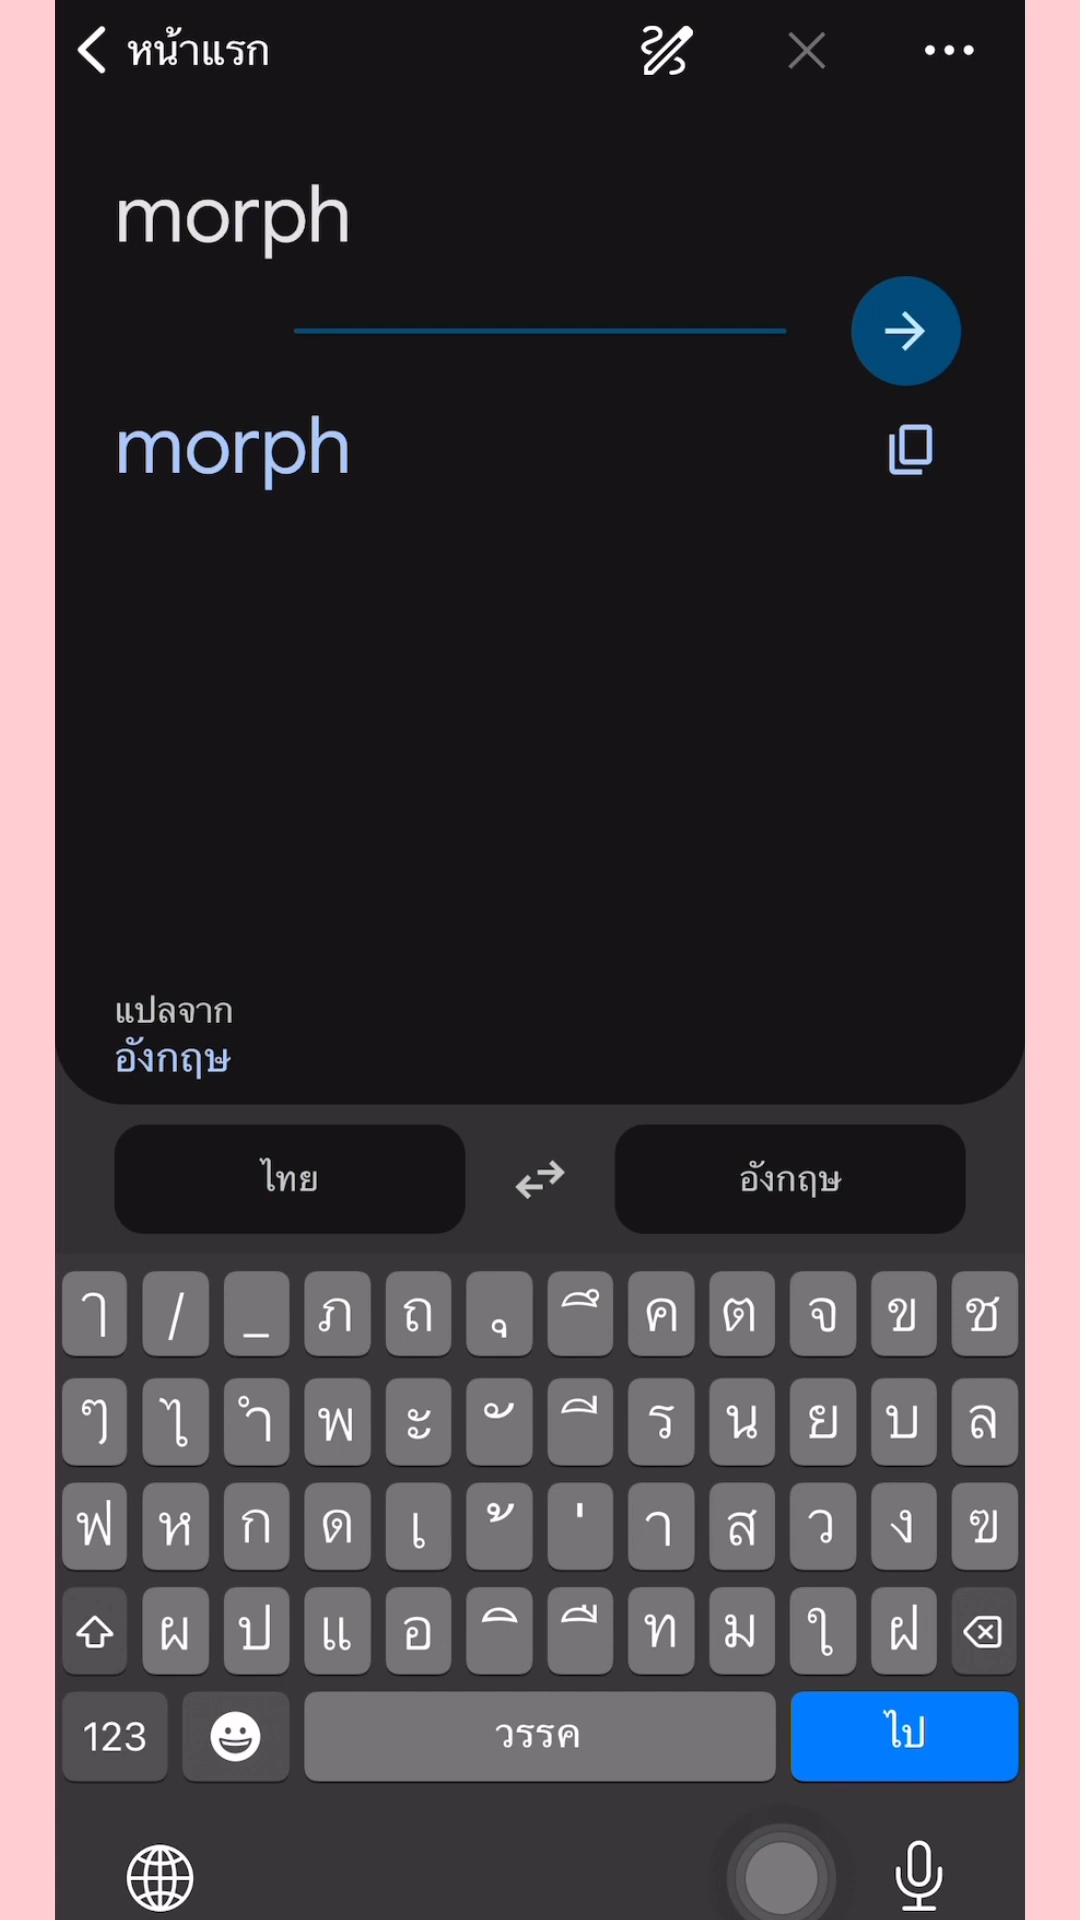 หน้าแรก
morph
morph
แปลจาก
อังกฤษ
ไทย อังกฤษ
ๅ / _ ภ ถ ุ ึ ค ต จ ข ช
ๆ ไ ำ พ ะ ั ี ร น ย บ ล
ฟ ห ก ด เ ้ ่ า ส ว ง ฃ
ผ ป แ อ ิ ื ท ม ใ ฝ
123 วรรค ไป